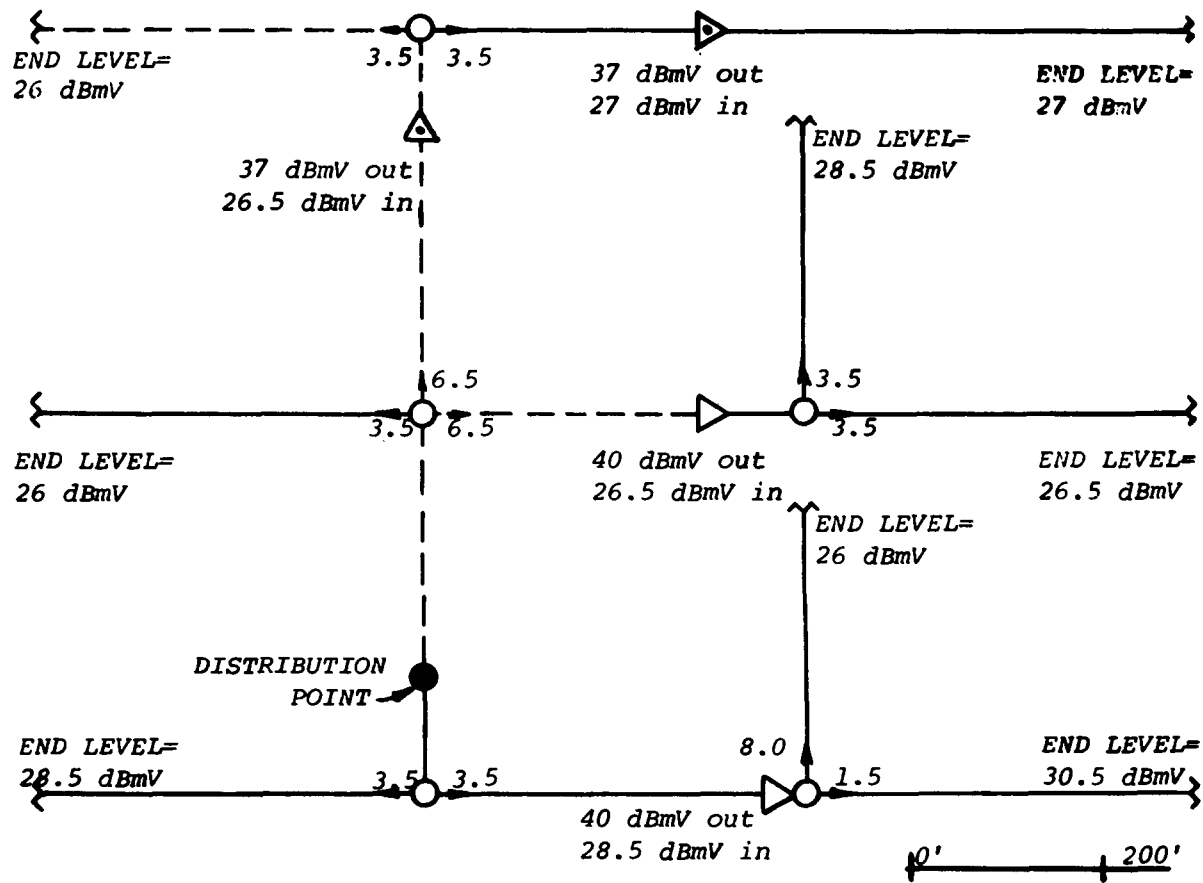 3.5 3.5
END LEVEL=
26 dBmV
37 dBmV out
27 dBmV in
END LEVEL=
27 dBmV
END LEVEL=
28.5 dBmV
37 dBmV out
26.5 dBmV in
6.5
3.5 6.5
3.5
3.5
END LEVEL=
26 dBmV
40 dBmV out
26.5 dBmV in
END LEVEL=
26.5 dBmV
END LEVEL=
26 dBmV
DISTRIBUTION
POINT
END LEVEL=
28.5 dBmV
3.5 3.5
8.0
1.5
END LEVEL=
30.5 dBmV
40 dBmV out
28.5 dBmV in
0' 200'